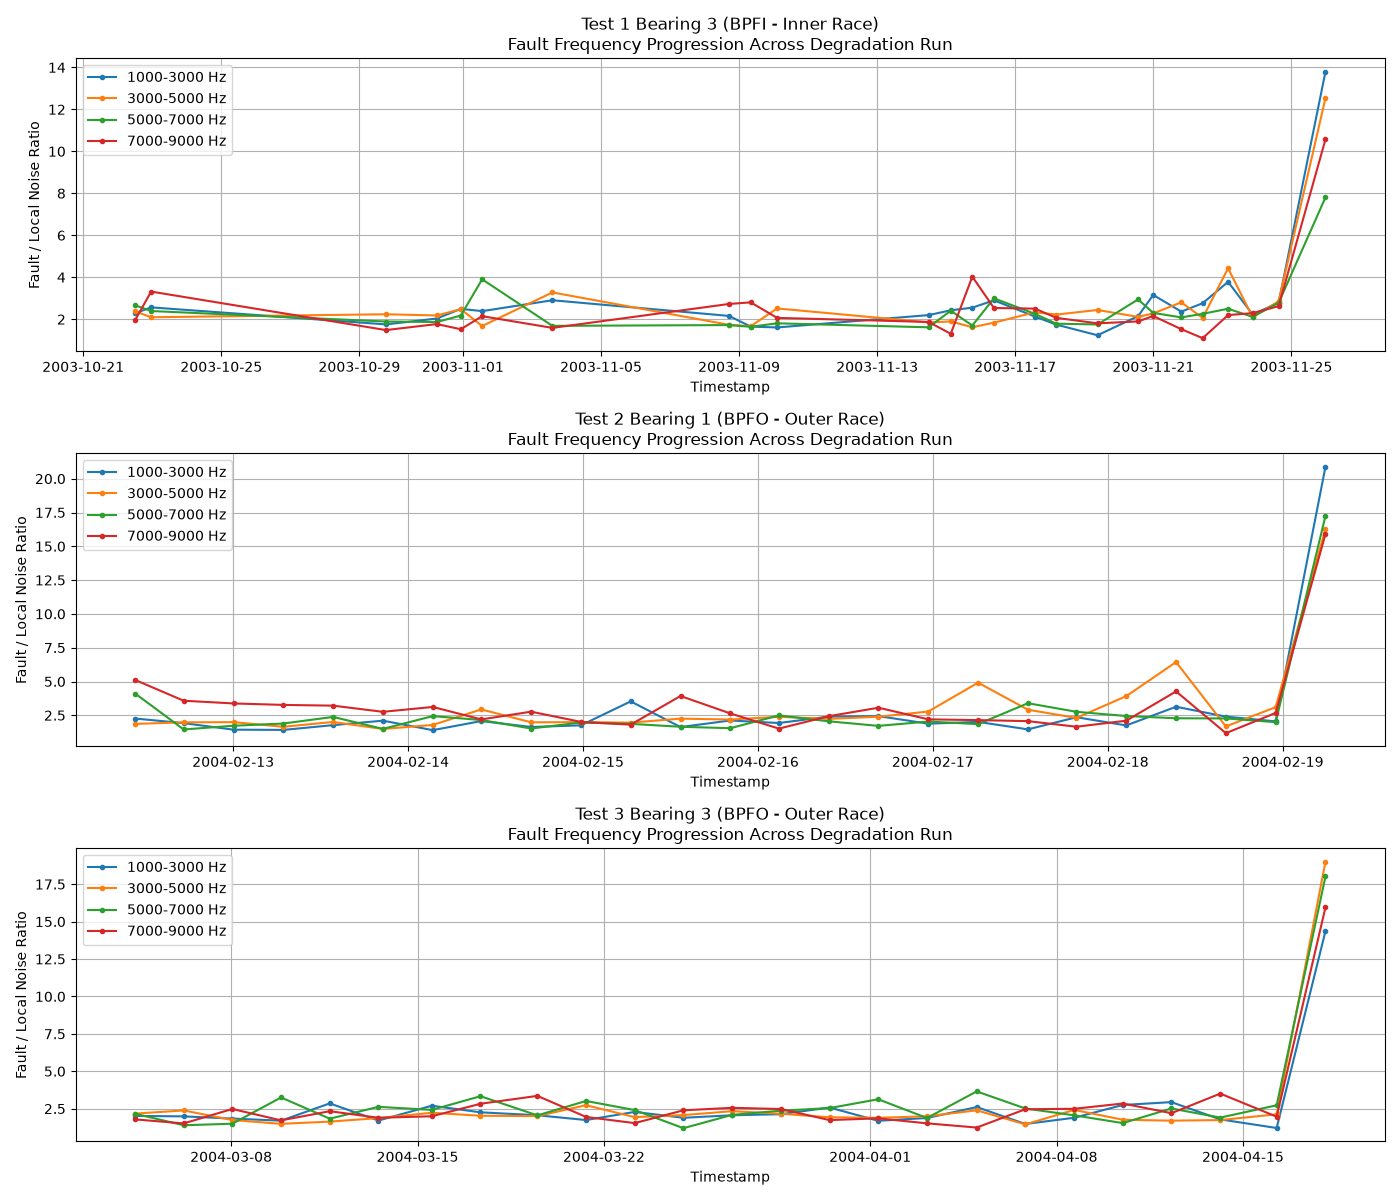 Test 1 Bearing 3 (BPFI - Inner Race)
Fault Frequency Progression Across Degradation Run
Fault / Local Noise Ratio
14
12
10
8
6
4
2
1000-3000 Hz
3000-5000 Hz
5000-7000 Hz
7000-9000 Hz
2003-10-21 2003-10-25 2003-10-29 2003-11-01 2003-11-05 2003-11-09 2003-11-13 2003-11-17 2003-11-21 2003-11-25
Timestamp
Test 2 Bearing 1 (BPFO - Outer Race)
Fault Frequency Progression Across Degradation Run
Fault / Local Noise Ratio
20.0
17.5
15.0
12.5
10.0
7.5
5.0
2.5
1000-3000 Hz
3000-5000 Hz
5000-7000 Hz
7000-9000 Hz
2004-02-13 2004-02-14 2004-02-15 2004-02-16 2004-02-17 2004-02-18 2004-02-19
Timestamp
Test 3 Bearing 3 (BPFO - Outer Race)
Fault Frequency Progression Across Degradation Run
Fault / Local Noise Ratio
17.5
15.0
12.5
10.0
7.5
5.0
2.5
1000-3000 Hz
3000-5000 Hz
5000-7000 Hz
7000-9000 Hz
2004-03-08 2004-03-15 2004-03-22 2004-04-01 2004-04-08 2004-04-15
Timestamp